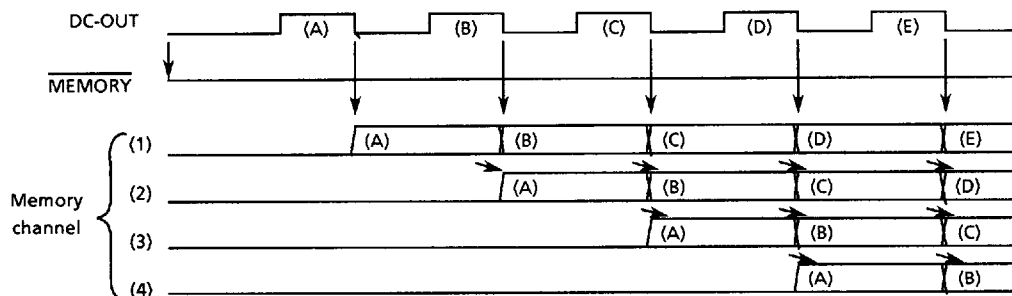 DC-OUT (A) (B) (C) (D) (E)
MEMORY
(1) (A) (B) (C) (D) (E)
(2) (A) (B) (C) (D)
Memory
channel
(3) (A) (B) (C)
(4) (A) (B)